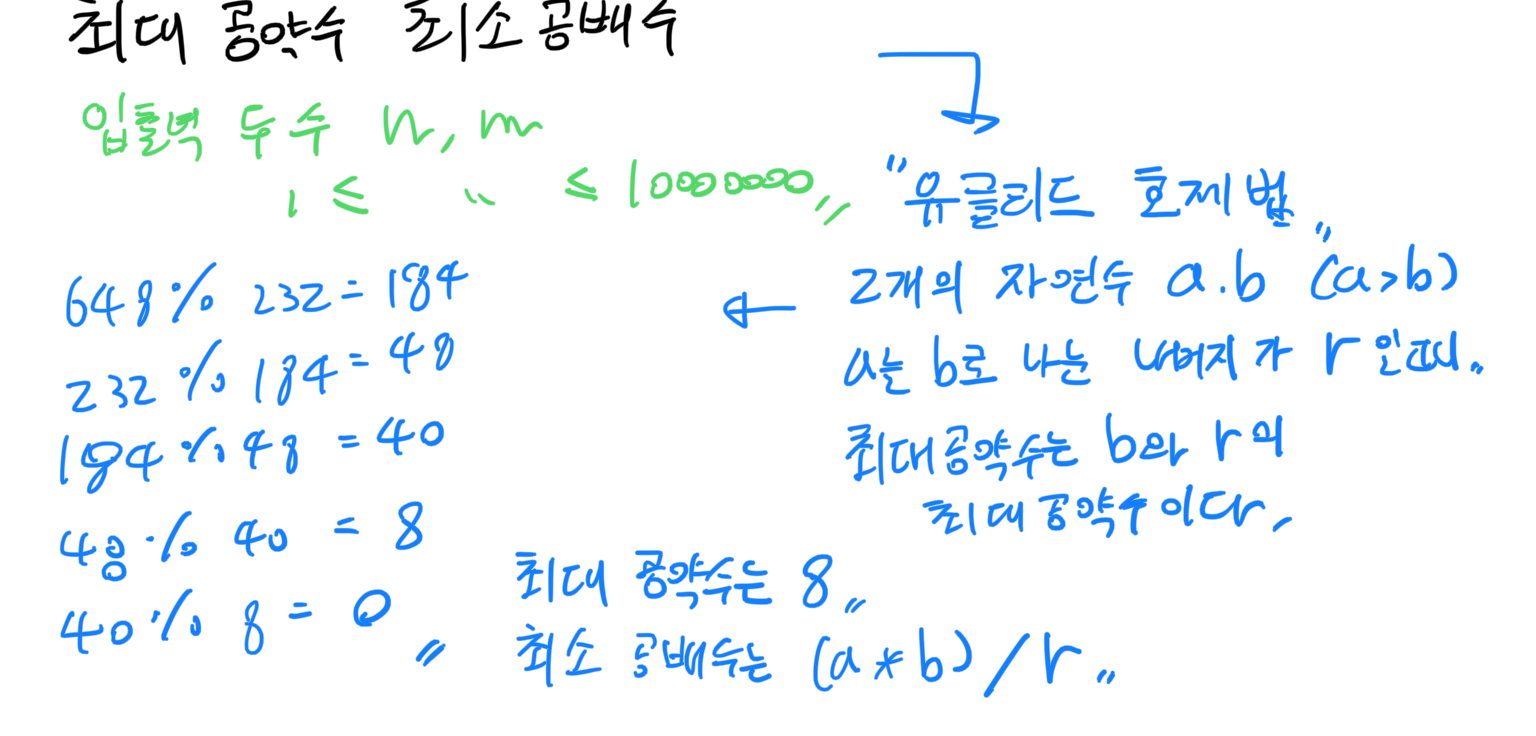 최대 공약수 최소공배수
입출력 두수 n, m
1 ≤ " ≤ 10000000 〃
"유클리드 호제법"
2개의 자연수 a.b (a>b)
a는 b로 나눈 나머지가 r 인때〃
최대공약수는 b와 r의
최대공약수이다,
648 % 232 = 184
232 % 184 = 48
184 % 48 = 40
48 % 40 = 8
40 % 8 = 0 〃
최대 공약수는 8 〃
최소 공배수는 (a * b) / r 〃